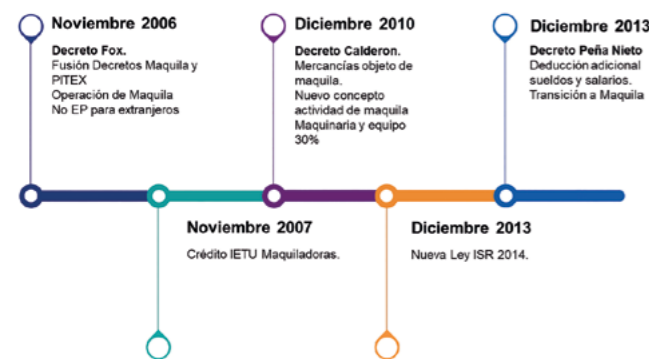 Noviembre 2006
Decreto Fox.
Fusión Decretos Maquila y
PITEX
Operación de Maquila
No EP para extranjeros
Diciembre 2010
Decreto Calderon.
Mercancías objeto de
maquila.
Nuevo concepto
actividad de maquila
Maquinaria y equipo
30%
Diciembre 2013
Decreto Peña Nieto
Deducción adicional
sueldos y salarios.
Transición a Maquila
Noviembre 2007
Crédito IETU Maquiladoras.
Diciembre 2013
Nueva Ley ISR 2014.